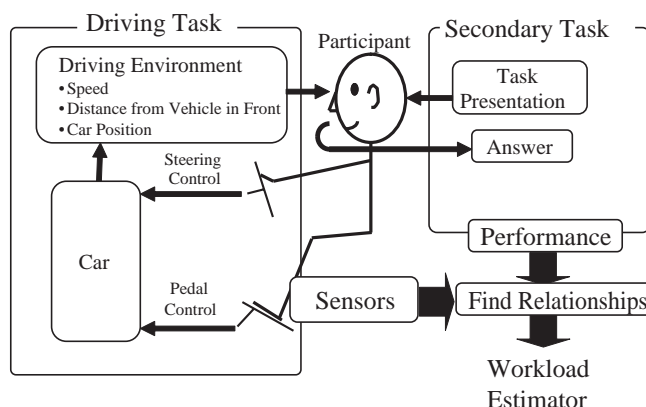 Driving Task
Driving Environment
•Speed
•Distance from Vehicle in Front
•Car Position
Steering
Control
Car
Pedal
Control
Participant
Secondary Task
Task
Presentation
Answer
Performance
Sensors
Find Relationships
Workload
Estimator